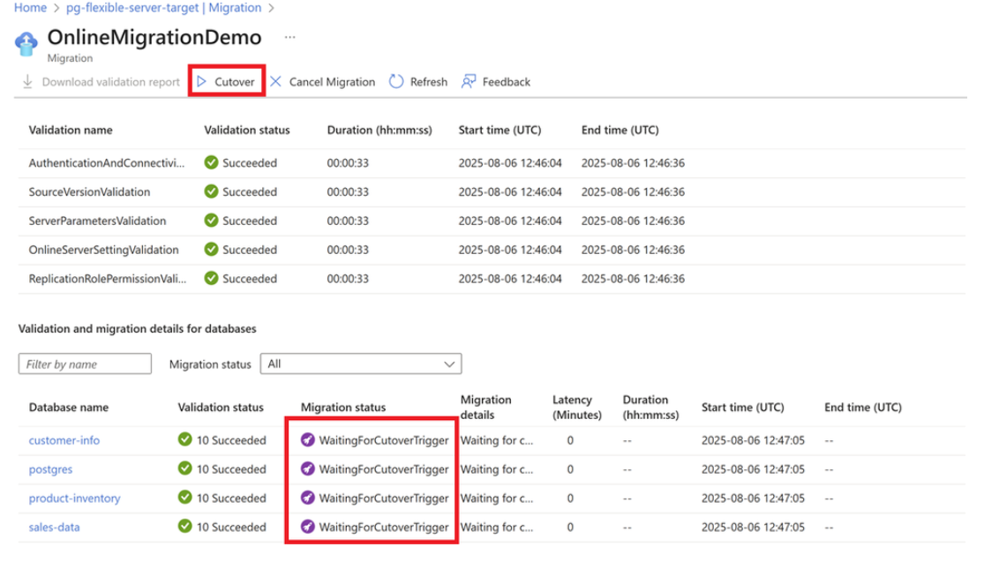 Home > pg-flexible-server-target | Migration >
OnlineMigrationDemo ...
Migration
Download validation report Cutover Cancel Migration Refresh Feedback
Validation name Validation status Duration (hh:mm:ss) Start time (UTC) End time (UTC)
AuthenticationAndConnectivi... Succeeded 00:00:33 2025-08-06 12:46:04 2025-08-06 12:46:36
SourceVersionValidation Succeeded 00:00:33 2025-08-06 12:46:04 2025-08-06 12:46:36
ServerParametersValidation Succeeded 00:00:33 2025-08-06 12:46:04 2025-08-06 12:46:36
OnlineServerSettingValidation Succeeded 00:00:33 2025-08-06 12:46:04 2025-08-06 12:46:36
ReplicationRolePermissionVali... Succeeded 00:00:33 2025-08-06 12:46:04 2025-08-06 12:46:36
Validation and migration details for databases
Filter by name Migration status All
Database name Validation status Migration status Migration details Latency (Minutes) Duration (hh:mm:ss) Start time (UTC) End time (UTC)
customer-info 10 Succeeded WaitingForCutoverTrigger Waiting for c... 0 -- 2025-08-06 12:47:05 --
postgres 10 Succeeded WaitingForCutoverTrigger Waiting for c... 0 -- 2025-08-06 12:47:05 --
product-inventory 10 Succeeded WaitingForCutoverTrigger Waiting for c... 0 -- 2025-08-06 12:47:05 --
sales-data 10 Succeeded WaitingForCutoverTrigger Waiting for c... 0 -- 2025-08-06 12:47:05 --